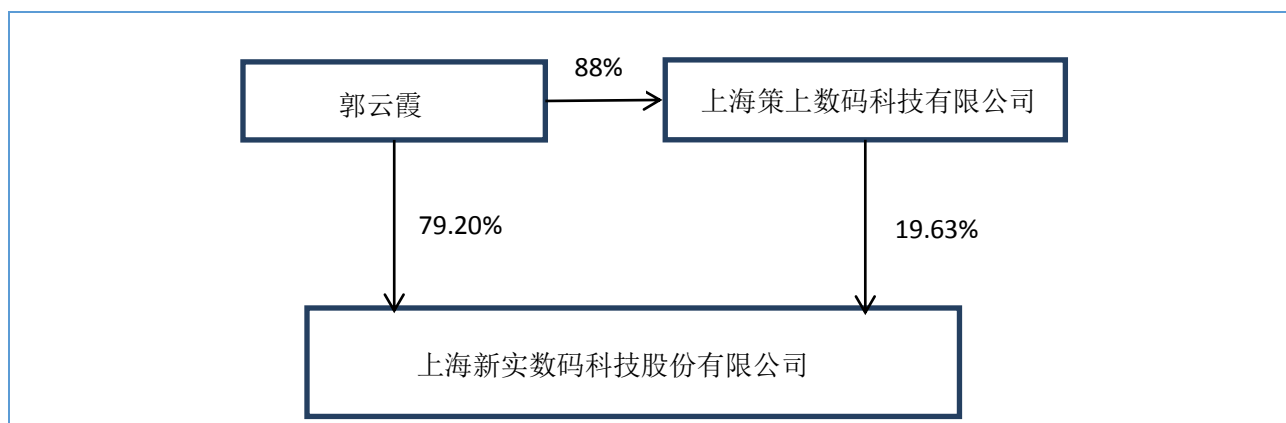 88%
郭云霞
上海策上数码科技有限公司
79.20%
19.63%
上海新实数码科技股份有限公司